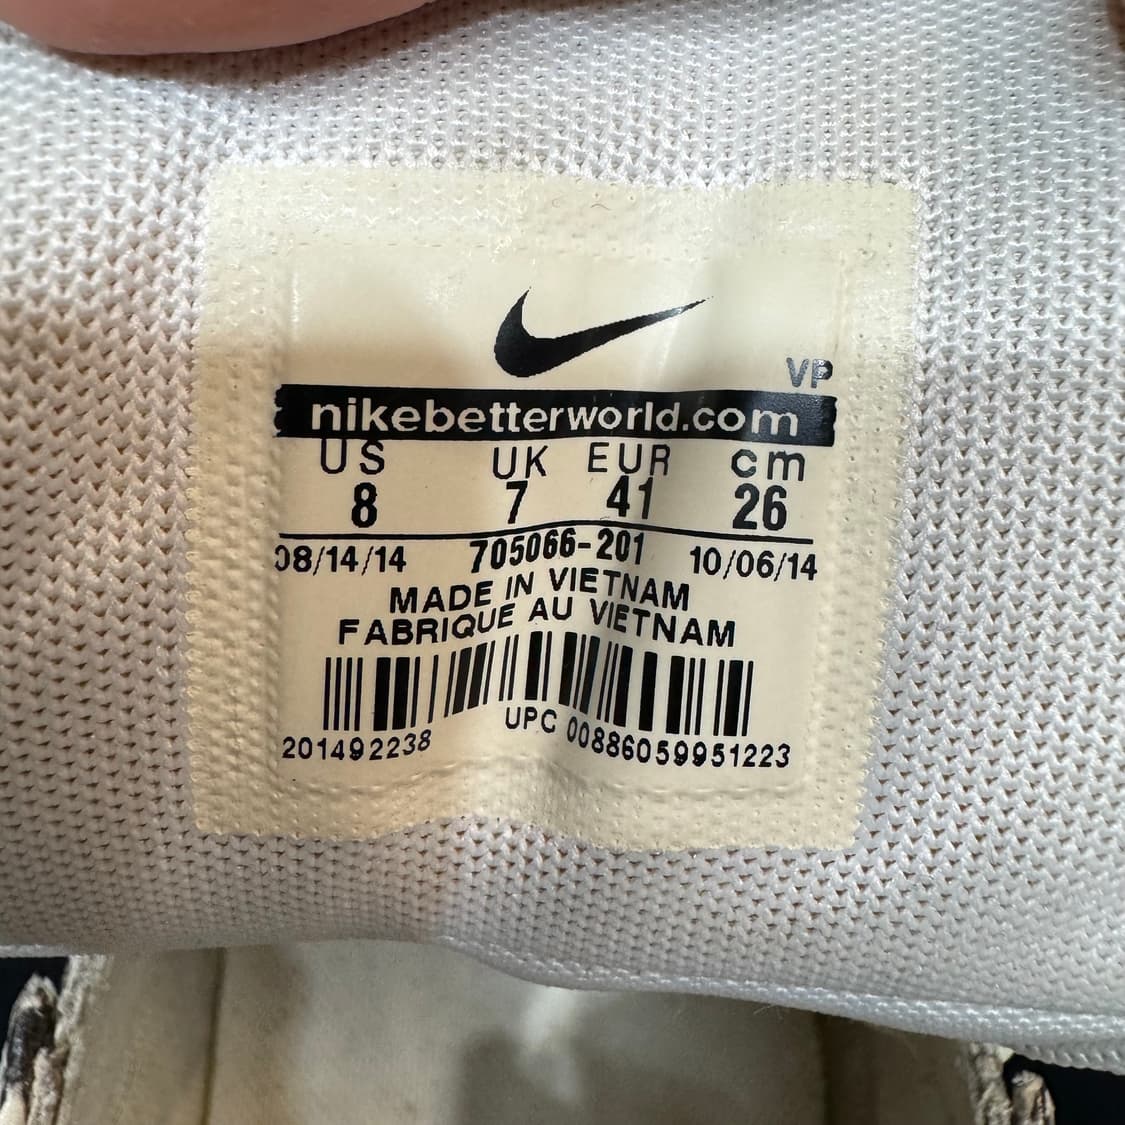 VP
nikebetterworld.com
US UK EUR cm
8 7 41 26
08/14/14 705066-201 10/06/14
MADE IN VIETNAM
FABRIQUE AU VIETNAM
201492238 UPC 00886059951223